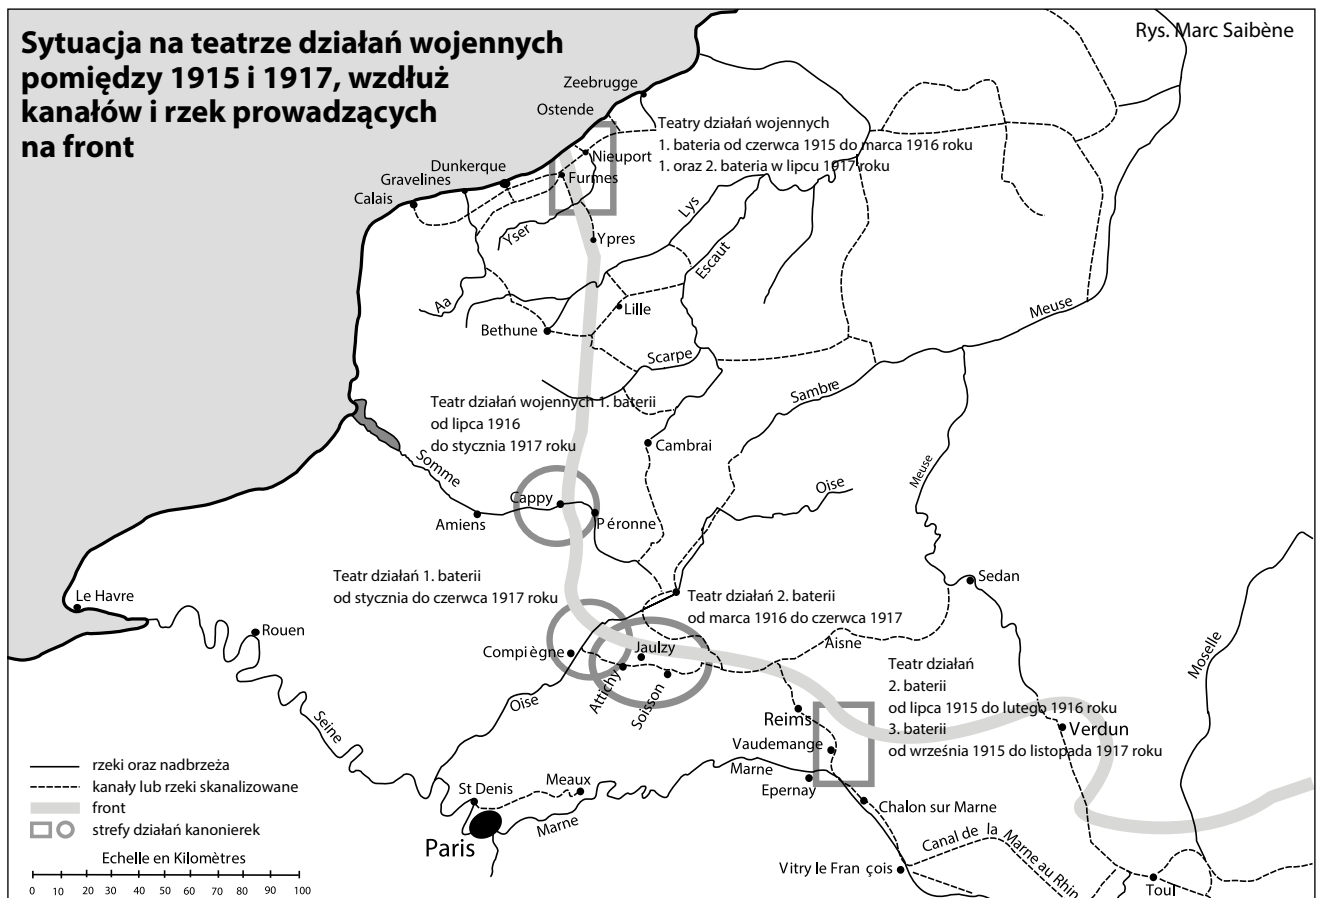 Sytuacja na teatrze działań wojennych
pomiędzy 1915 i 1917, wzdłuż
kanałów i rzek prowadzących
na front
Rys. Marc Saibène
Zeebrugge
Ostende
Teatry działań wojennych
1. bateria od czerwca 1915 do marca 1916 roku
1. oraz 2. bateria w lipcu 1917 roku
Nieuport
Furmes
Dunkerque
Gravelines
Calais
Yser
Ypres
Lys
Escaut
Aa
Lille
Bethune
Scarpe
Meuse
Sambre
Teatr działań wojennych 1. baterii
od lipca 1916
do stycznia 1917 roku
Cambrai
Somme
Cappy
Amiens
Péronne
Oise
Meuse
Sedan
Le Havre
Rouen
Teatr działań 1. baterii
od stycznia do czerwca 1917 roku
Teatr działań 2. baterii
od marca 1916 do czerwca 1917
Compiègne
Jaulzy
Attichy
Soisson
Aisne
Moselle
Oise
Seine
Teatr działań
2. baterii
od lipca 1915 do lutego 1916 roku
3. baterii
od września 1915 do listopada 1917 roku
Reims
Verdun
Vaudemange
Marne
Epernay
Meaux
St Denis
Marne
Paris
Chalon sur Marne
Canal de la Marne au Rhin
Vitry le Fran çois
Toul
rzeki oraz nadbrzeża
kanały lub rzeki skanalizowane
front
strefy działań kanonierek
Echelle en Kilomètres
0 10 20 30 40 50 60 70 80 90 100